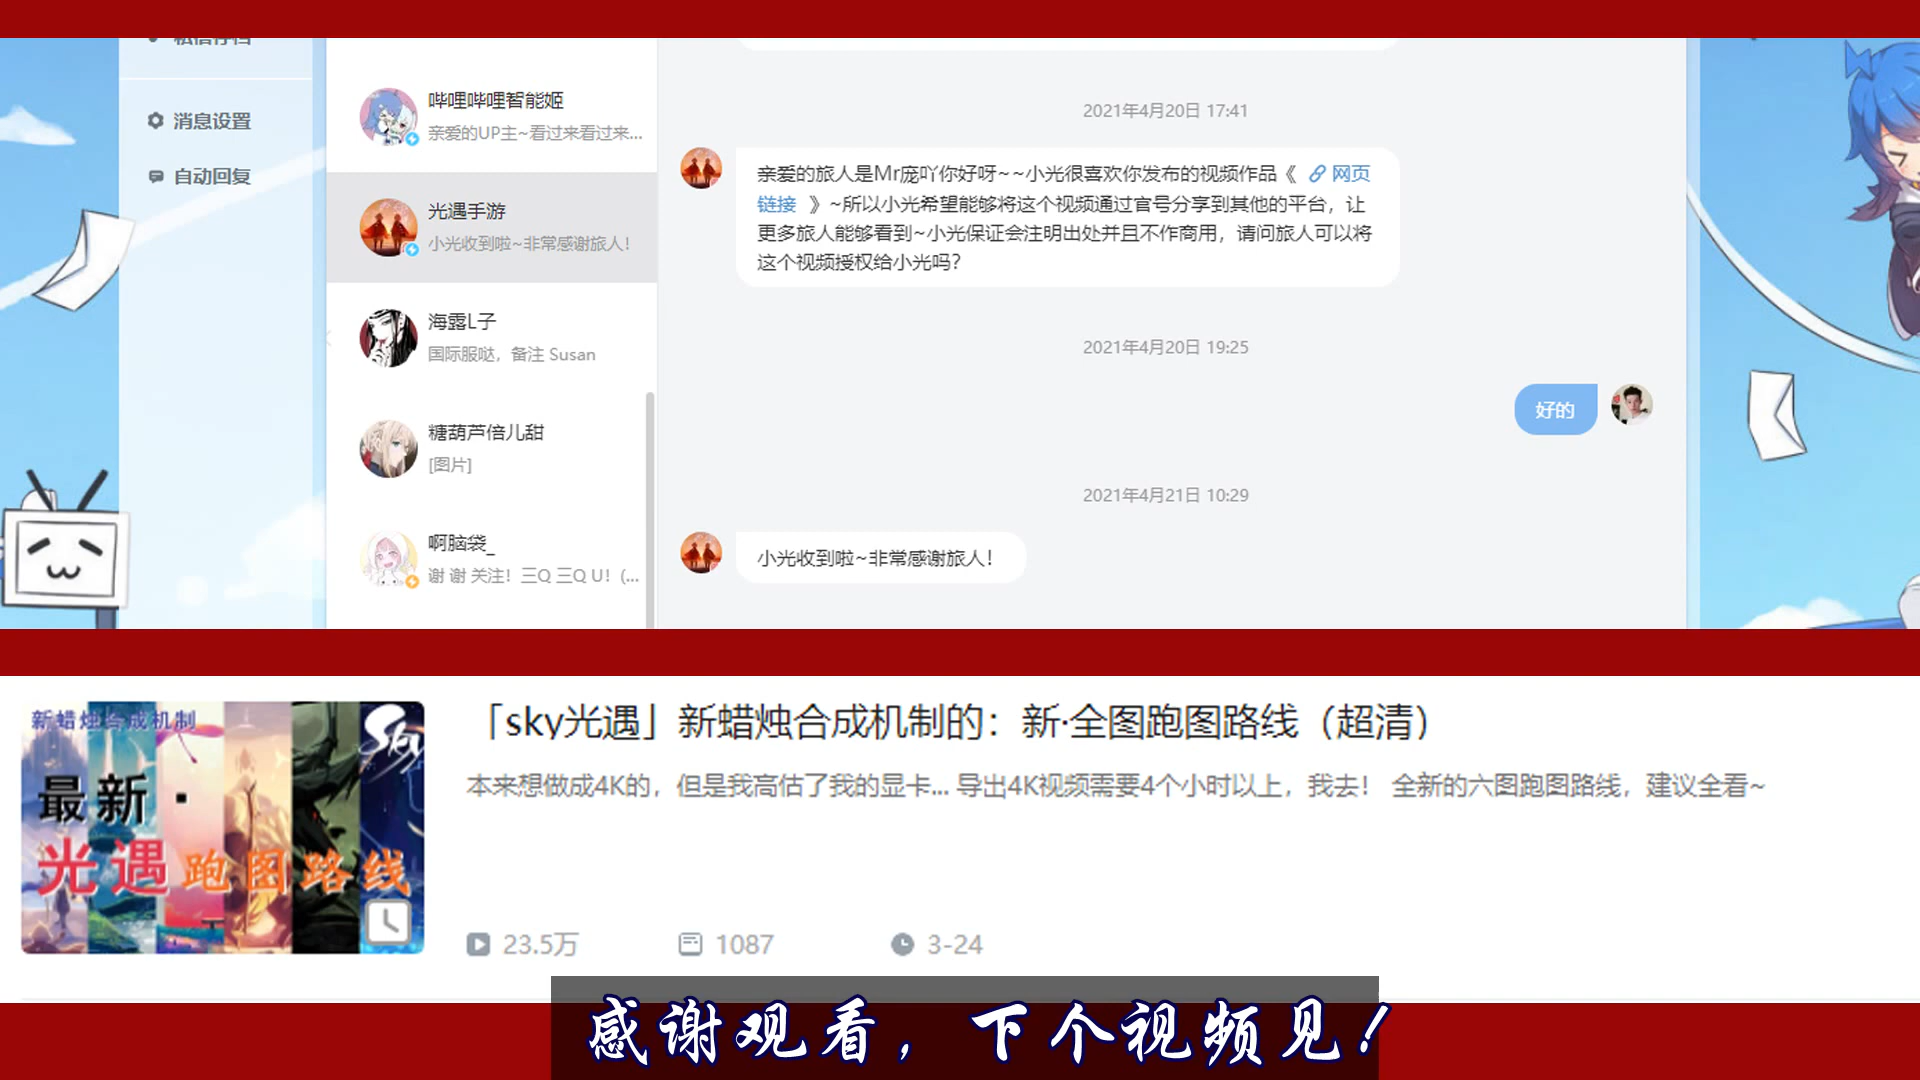 私信存档
消息设置
自动回复
哔哩哔哩智能姬
亲爱的UP主~看过来看过来...
光遇手游
小光收到啦~非常感谢旅人！
海露L子
国际服哒，备注 Susan
糖葫芦倍儿甜
[图片]
啊脑袋_
谢 谢 关注！三Q 三Q U！(...
2021年4月20日 17:41
亲爱的旅人是Mr庞吖你好呀~~小光很喜欢你发布的视频作品《 网页
链接 》~所以小光希望能够将这个视频通过官号分享到其他的平台，让
更多旅人能够看到~小光保证会注明出处并且不作商用，请问旅人可以将
这个视频授权给小光吗？
2021年4月20日 19:25
好的
2021年4月21日 10:29
小光收到啦~非常感谢旅人！
新蜡烛合成机制
Sky
最新·
光遇跑图路线
「sky光遇」新蜡烛合成机制的：新·全图跑图路线（超清）
本来想做成4K的，但是我高估了我的显卡... 导出4K视频需要4个小时以上，我去！ 全新的六图跑图路线，建议全看~
23.5万
1087
3-24
感谢观看，下个视频见！